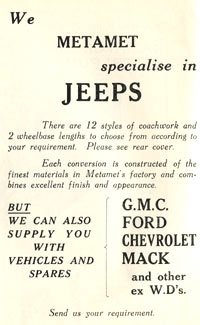 We
METAMET
specialise in
JEEPS
There are 12 styles of coachwork and
2 wheelbase lengths to choose from according to
your requirement. Please see rear cover.
Each conversion is constructed of the
finest materials in Metamet's factory and com-
bines excellent finish and appearance.
BUT
WE CAN ALSO
SUPPLY YOU
WITH
VEHICLES AND
SPARES
G.M.C.
FORD
CHEVROLET
MACK
and other
ex W.D's.
Send us your requirement.